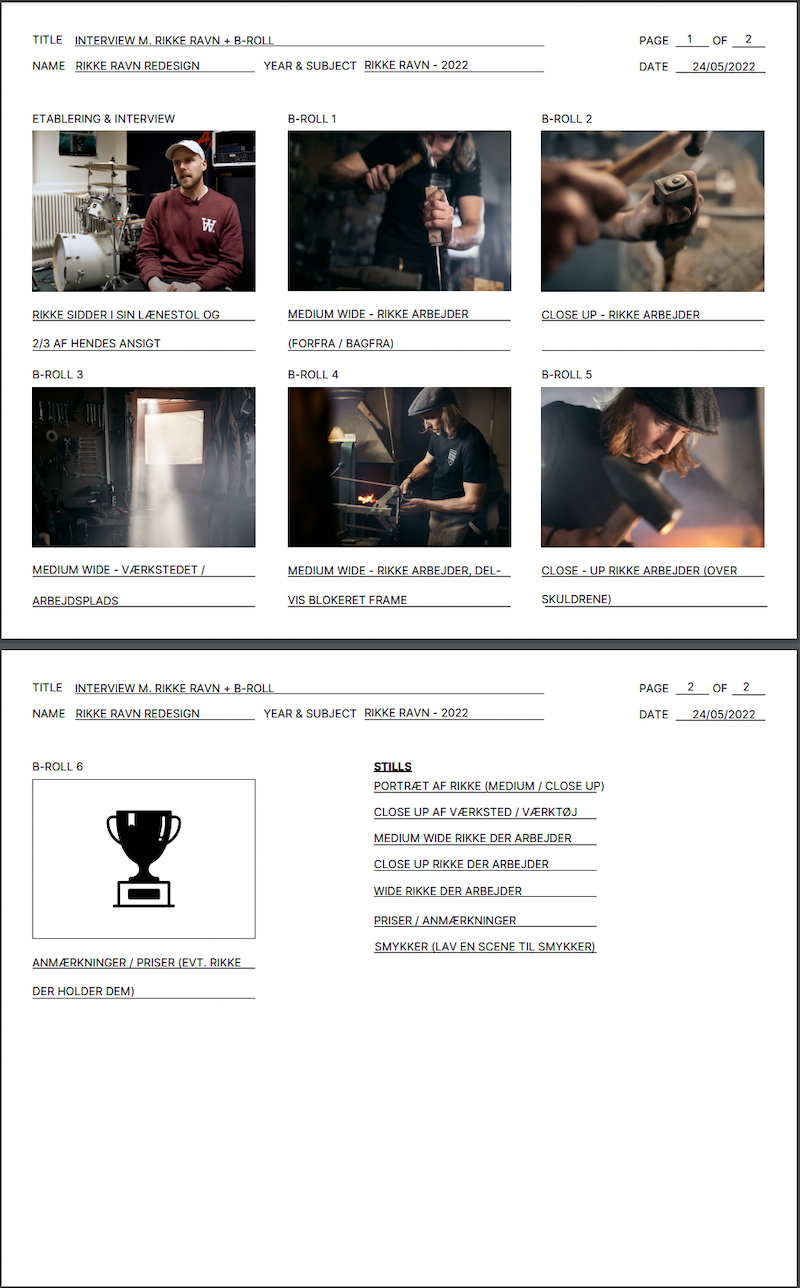 TITLE INTERVIEW M. RIKKE RAVN + B-ROLL PAGE 1 OF 2
NAME RIKKE RAVN REDESIGN YEAR & SUBJECT RIKKE RAVN - 2022 DATE 24/05/2022
ETABLERING & INTERVIEW
W.
RIKKE SIDDER I SIN LÆNESTOL OG
2/3 AF HENDES ANSIGT
B-ROLL 1
MEDIUM WIDE - RIKKE ARBEJDER
(FORFRA / BAGFRA)
B-ROLL 2
CLOSE UP - RIKKE ARBEJDER
B-ROLL 3
MEDIUM WIDE - VÆRKSTEDET /
ARBEJDSPLADS
B-ROLL 4
MEDIUM WIDE - RIKKE ARBEJDER, DEL-
VIS BLOKERET FRAME
B-ROLL 5
CLOSE - UP RIKKE ARBEJDER (OVER
SKULDRENE)
TITLE INTERVIEW M. RIKKE RAVN + B-ROLL PAGE 2 OF 2
NAME RIKKE RAVN REDESIGN YEAR & SUBJECT RIKKE RAVN - 2022 DATE 24/05/2022
B-ROLL 6
ANMÆRKNINGER / PRISER (EVT. RIKKE
DER HOLDER DEM)
STILLS
PORTRÆT AF RIKKE (MEDIUM / CLOSE UP)
CLOSE UP AF VÆRKSTED / VÆRKTØJ
MEDIUM WIDE RIKKE DER ARBEJDER
CLOSE UP RIKKE DER ARBEJDER
WIDE RIKKE DER ARBEJDER
PRISER / ANMÆRKNINGER
SMYKKER (LAV EN SCENE TIL SMYKKER)